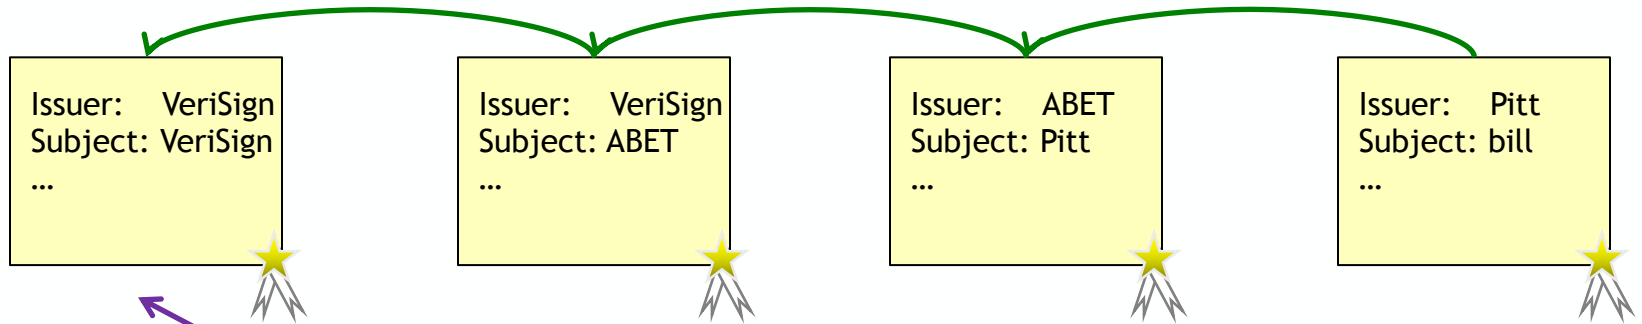 Issuer: VeriSign
Subject: VeriSign
…
Issuer: VeriSign
Subject: ABET
…
Issuer: ABET
Subject: Pitt
…
Issuer: Pitt
Subject: bill
…